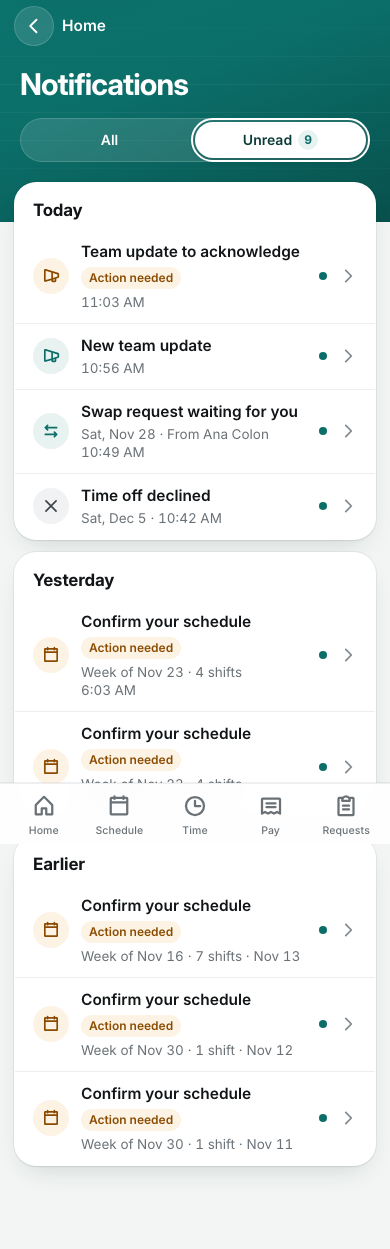 Home
Notifications
All
Unread 9
Today
Team update to acknowledge
Action needed
11:03 AM
New team update
10:56 AM
Swap request waiting for you
Sat, Nov 28 · From Ana Colon
10:49 AM
Time off declined
Sat, Dec 5 · 10:42 AM
Yesterday
Confirm your schedule
Action needed
Week of Nov 23 · 4 shifts
6:03 AM
Confirm your schedule
Action needed
Home
Schedule
Time
Pay
Requests
Earlier
Confirm your schedule
Action needed
Week of Nov 16 · 7 shifts · Nov 13
Confirm your schedule
Action needed
Week of Nov 30 · 1 shift · Nov 12
Confirm your schedule
Action needed
Week of Nov 30 · 1 shift · Nov 11